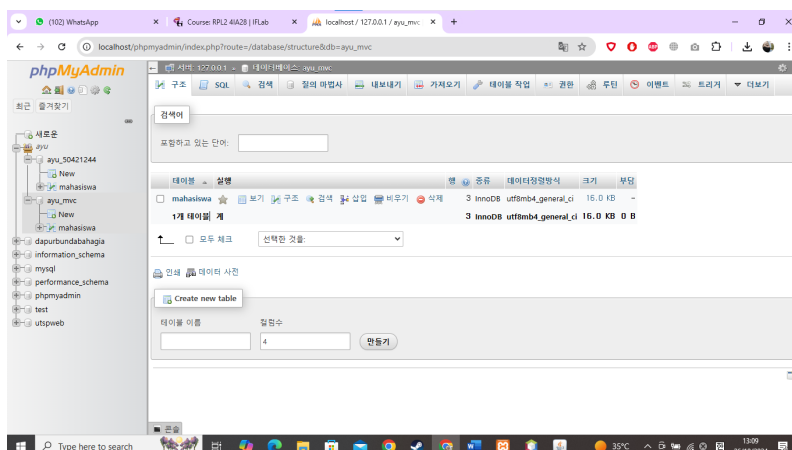 (102) WhatsApp
Course: RPL2 4IA28 | IFLab
localhost / 127.0.0.1 / ayu_mvc
localhost/phpmyadmin/index.php?route=/database/structure&db=ayu_mvc
phpMyAdmin
최근 즐겨찾기
새로운
ayu
ayu_50421244
New
mahasiswa
ayu_mvc
New
mahasiswa
dapurbundabahagia
information_schema
mysql
performance_schema
phpmyadmin
test
utspweb
서버: 127.0.0.1 » 데이터베이스: ayu_mvc
구조 SQL 검색 질의 마법사 내보내기 가져오기 테이블 작업 권한 루틴 이벤트 트리거 더보기
검색어
포함하고 있는 단어:
테이블 실행 행 종류 데이터정렬방식 크기 부담
mahasiswa 보기 구조 검색 삽입 비우기 삭제 3 InnoDB utf8mb4_general_ci 16.0 KB -
1개 테이블 계 3 InnoDB utf8mb4_general_ci 16.0 KB 0 B
모두 체크 선택한 것을:
인쇄 데이터 사전
Create new table
테이블 이름 컬럼수
4 만들기
콘솔
Type here to search
35°C
13:09